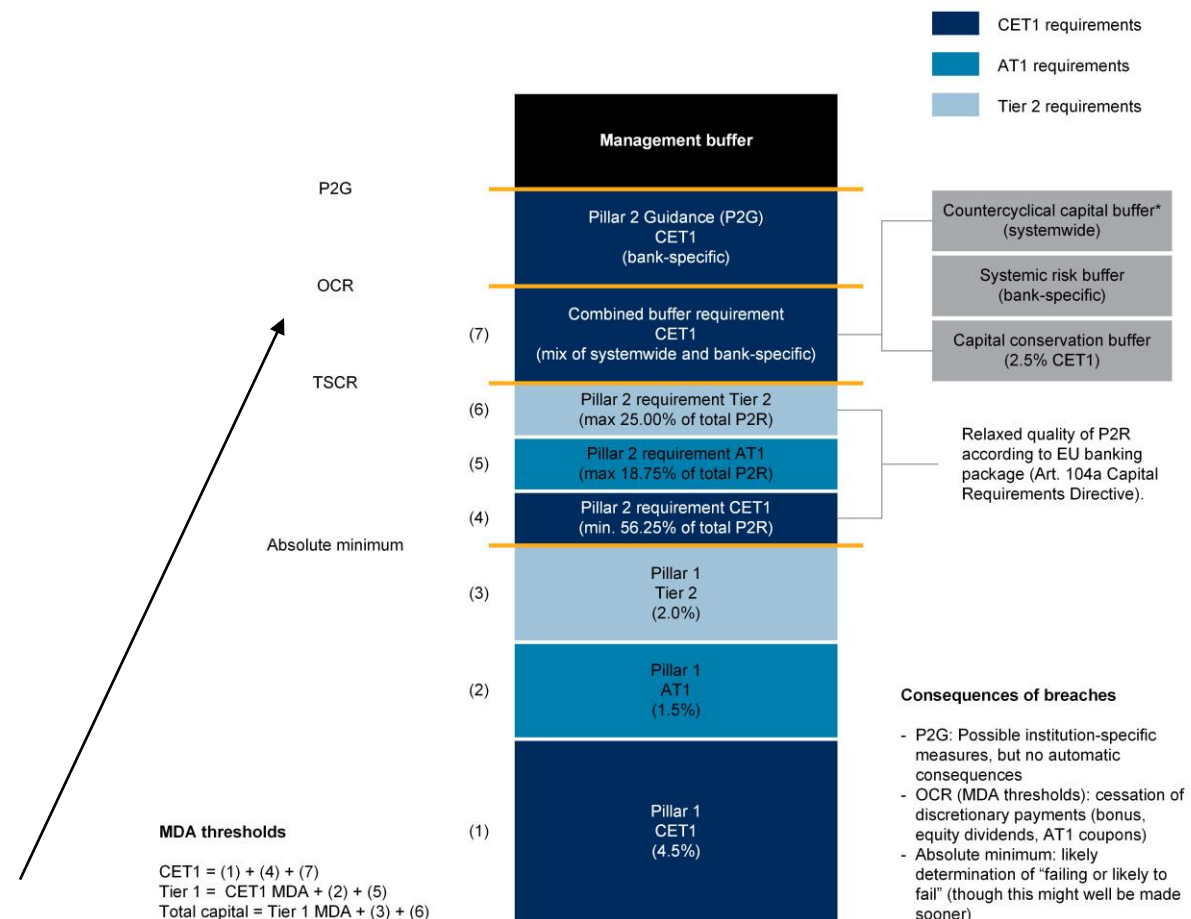 CET1 requirements
AT1 requirements
Tier 2 requirements
Management buffer
P2G
Pillar 2 Guidance (P2G)
CET1
(bank-specific)
OCR
(7)
Combined buffer requirement
CET1
(mix of systemwide and bank-specific)
Countercyclical capital buffer*
(systemwide)
Systemic risk buffer
(bank-specific)
Capital conservation buffer
(2.5% CET1)
TSCR
(6)
Pillar 2 requirement Tier 2
(max 25.00% of total P2R)
(5)
Pillar 2 requirement AT1
(max 18.75% of total P2R)
(4)
Pillar 2 requirement CET1
(min. 56.25% of total P2R)
Relaxed quality of P2R
according to EU banking
package (Art. 104a Capital
Requirements Directive).
Absolute minimum
(3)
Pillar 1
Tier 2
(2.0%)
(2)
Pillar 1
AT1
(1.5%)
(1)
Pillar 1
CET1
(4.5%)
MDA thresholds
CET1 = (1) + (4) + (7)
Tier 1 = CET1 MDA + (2) + (5)
Total capital = Tier 1 MDA + (3) + (6)
Consequences of breaches
- P2G: Possible institution-specific
measures, but no automatic
consequences
- OCR (MDA thresholds): cessation of
discretionary payments (bonus,
equity dividends, AT1 coupons)
- Absolute minimum: likely
determination of “failing or likely to
fail” (though this might well be made
sooner)